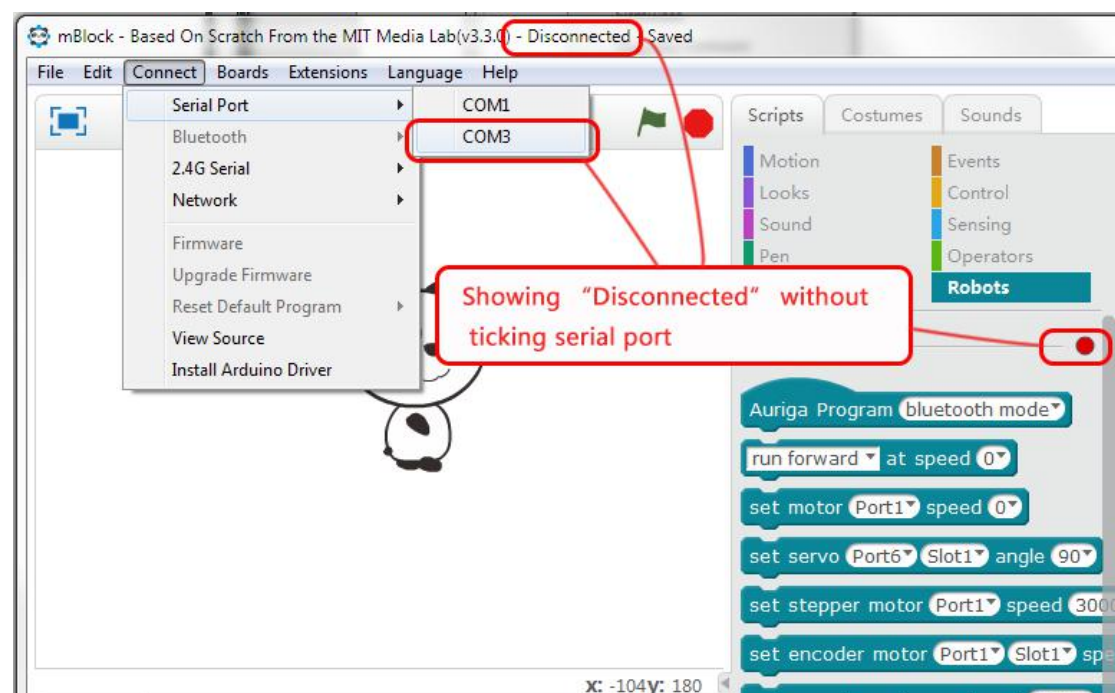 mBlock - Based On Scratch From the MIT Media Lab(v3.3.0) - Disconnected - Saved
File Edit Connect Boards Extensions Language Help
Serial Port
Bluetooth
2.4G Serial
Network
Firmware
Upgrade Firmware
Reset Default Program
View Source
Install Arduino Driver
COM1
COM3
Scripts Costumes Sounds
Motion Events
Looks Control
Sound Sensing
Pen Operators
Robots
Showing “Disconnected” without
ticking serial port
Auriga Program bluetooth mode
run forward at speed 0
set motor Port1 speed 0
set servo Port6 Slot1 angle 90
set stepper motor Port1 speed
set encoder motor Port1 Slot1
X: -104 Y: 180